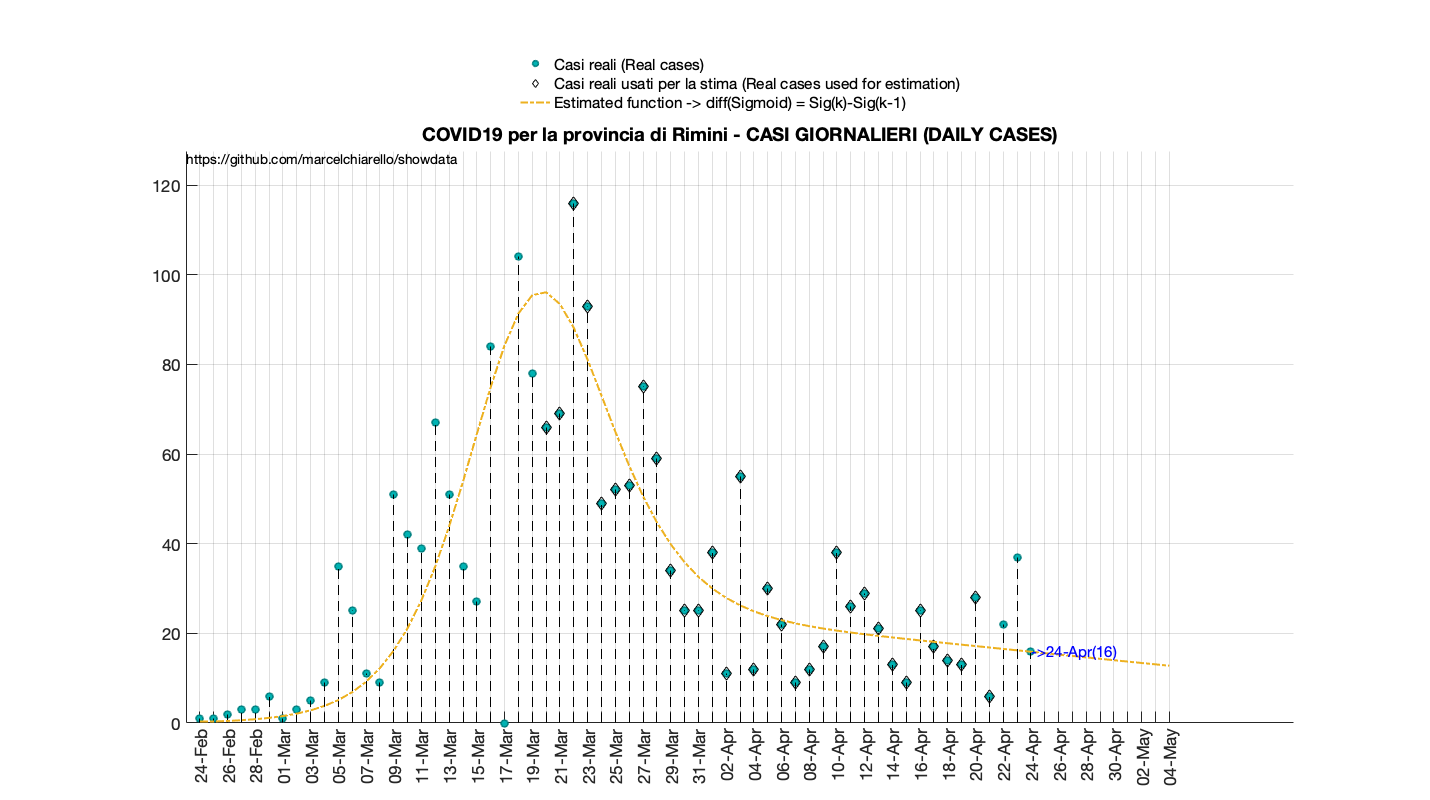 Casi reali (Real cases)
Casi reali usati per la stima (Real cases used for estimation)
Estimated function -> diff(Sigmoid) = Sig(k)-Sig(k-1)
COVID19 per la provincia di Rimini - CASI GIORNALIERI (DAILY CASES)
https://github.com/marcelchiarello/showdata
120
100
80
60
40
20
0
->24-Apr(16)
24-Feb
26-Feb
28-Feb
01-Mar
03-Mar
05-Mar
07-Mar
09-Mar
11-Mar
13-Mar
15-Mar
17-Mar
19-Mar
21-Mar
23-Mar
25-Mar
27-Mar
29-Mar
31-Mar
02-Apr
04-Apr
06-Apr
08-Apr
10-Apr
12-Apr
14-Apr
16-Apr
18-Apr
20-Apr
22-Apr
24-Apr
26-Apr
28-Apr
30-Apr
02-May
04-May